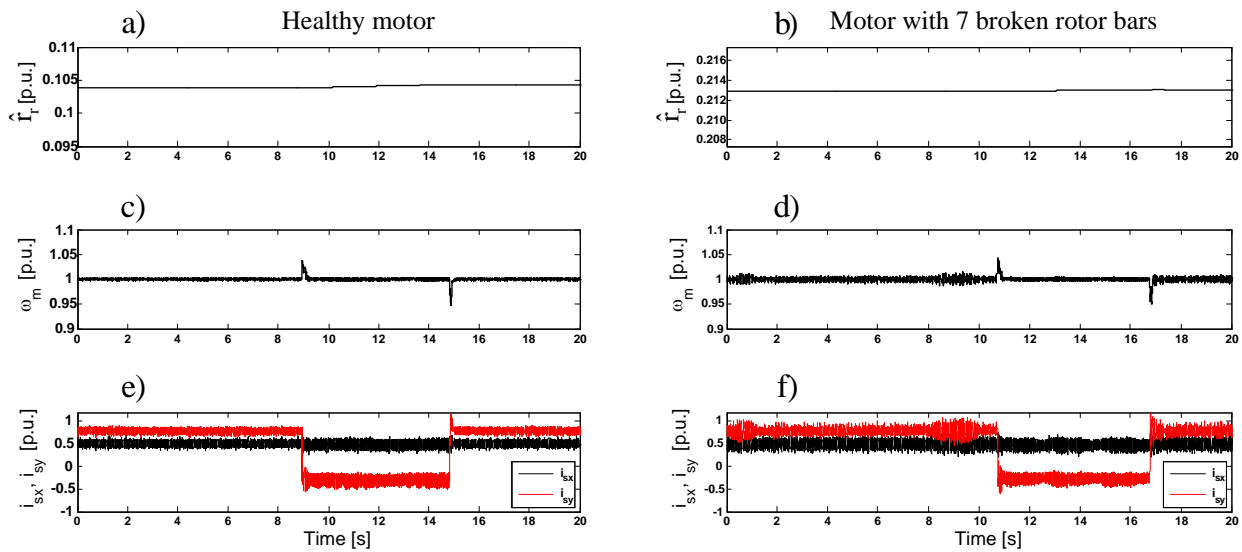 a) Healthy motor
b) Motor with 7 broken rotor bars
r̂r [p.u.]
0.11
0.105
0.1
0.095
0 2 4 6 8 10 12 14 16 18 20
r̂r [p.u.]
0.216
0.213
0.21
0.208
0 2 4 6 8 10 12 14 16 18 20
c)
d)
ωm [p.u.]
1.1
1.05
1
0.95
0.9
0 2 4 6 8 10 12 14 16 18 20
ωm [p.u.]
1.1
1.05
1
0.95
0.9
0 2 4 6 8 10 12 14 16 18 20
e)
f)
isx, isy [p.u.]
1
0.5
0
-0.5
-1
isx
isy
0 2 4 6 8 10 12 14 16 18 20
Time [s]
isx, isy [p.u.]
1
0.5
0
-0.5
-1
isx
isy
0 2 4 6 8 10 12 14 16 18 20
Time [s]